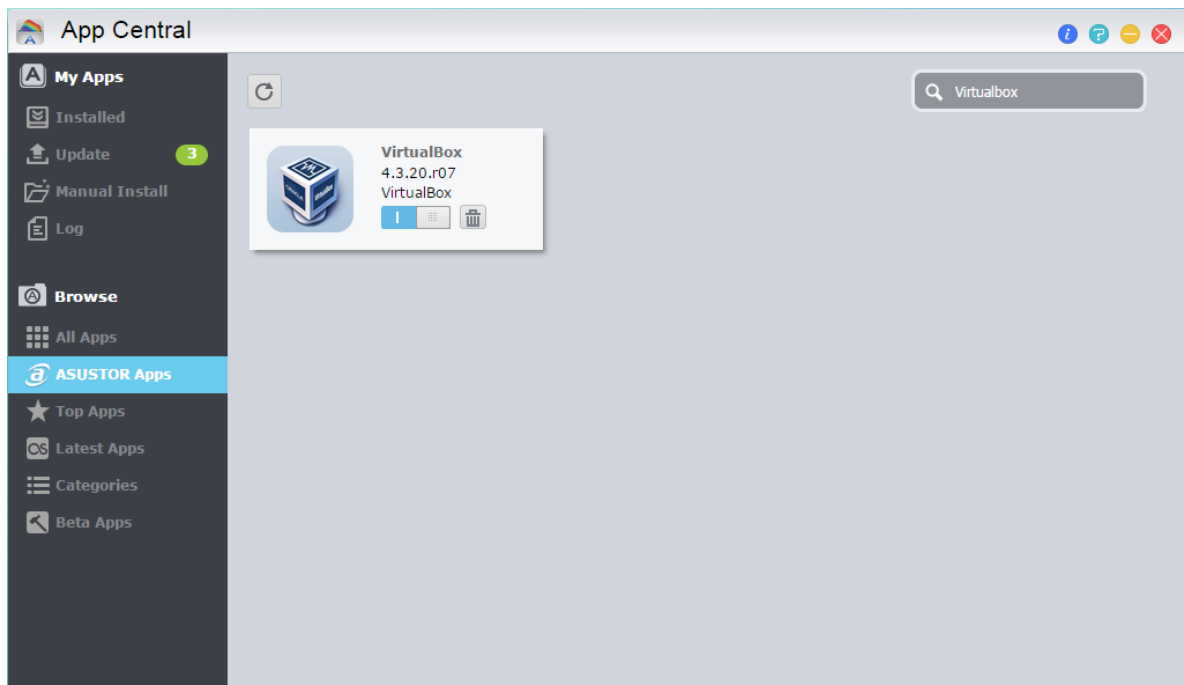 App Central
My Apps
Installed
Update 3
Manual Install
Log
Browse
All Apps
ASUSTOR Apps
Top Apps
Latest Apps
Categories
Beta Apps
Virtualbox
VirtualBox
4.3.20.r07
VirtualBox